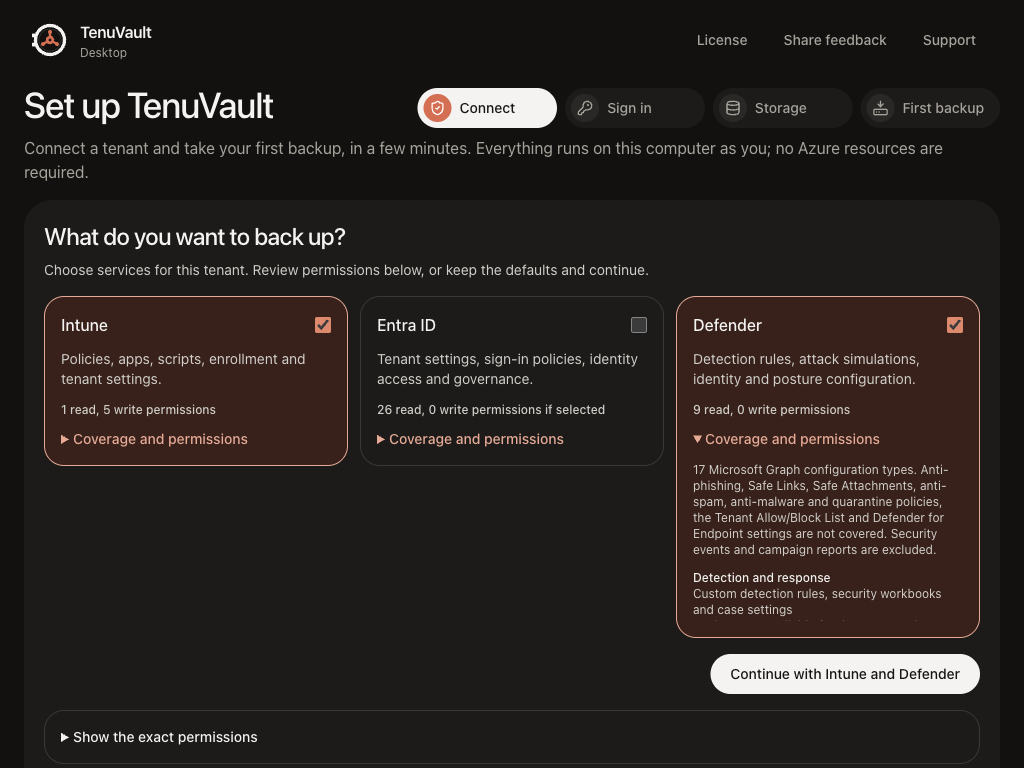 TenuVault
Desktop
License
Share feedback
Support
Set up TenuVault
Connect
Sign in
Storage
First backup
Connect a tenant and take your first backup, in a few minutes. Everything runs on this computer as you; no Azure resources are
required.
What do you want to back up?
Choose services for this tenant. Review permissions below, or keep the defaults and continue.
Intune
Policies, apps, scripts, enrollment and
tenant settings.
1 read, 5 write permissions
Coverage and permissions
Entra ID
Tenant settings, sign-in policies, identity
access and governance.
26 read, 0 write permissions if selected
Coverage and permissions
Defender
Detection rules, attack simulations,
identity and posture configuration.
9 read, 0 write permissions
Coverage and permissions
17 Microsoft Graph configuration types. Anti-
phishing, Safe Links, Safe Attachments, anti-
spam, anti-malware and quarantine policies,
the Tenant Allow/Block List and Defender for
Endpoint settings are not covered. Security
events and campaign reports are excluded.
Detection and response
Custom detection rules, security workbooks
and case settings
Continue with Intune and Defender
Show the exact permissions